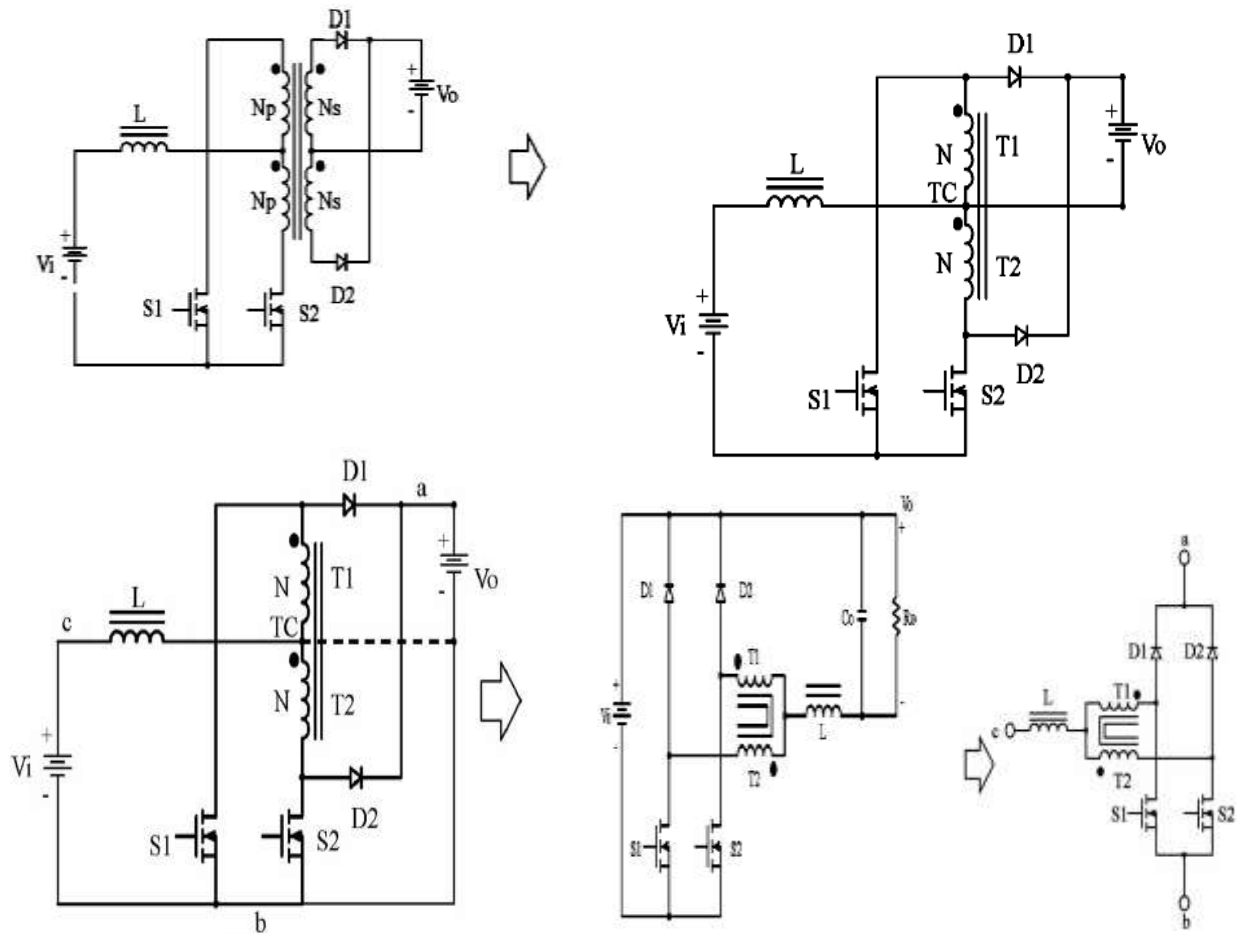 D1
Np
Ns
+
Vo
-
L
Np
Ns
+
Vi
-
D2
S1
S2
D1
+
Vo
-
N
T1
L
TC
N
T2
+
Vi
-
D2
S1
S2
D1
a
+
Vo
-
N
T1
L
c
TC
N
T2
+
Vi
-
D2
S1
S2
b
Vo
+
D1
D2
Co
T1
+
-
-
L
T2
S1
S2
a
D1
D2
L
T1
c
T2
S1
S2
b